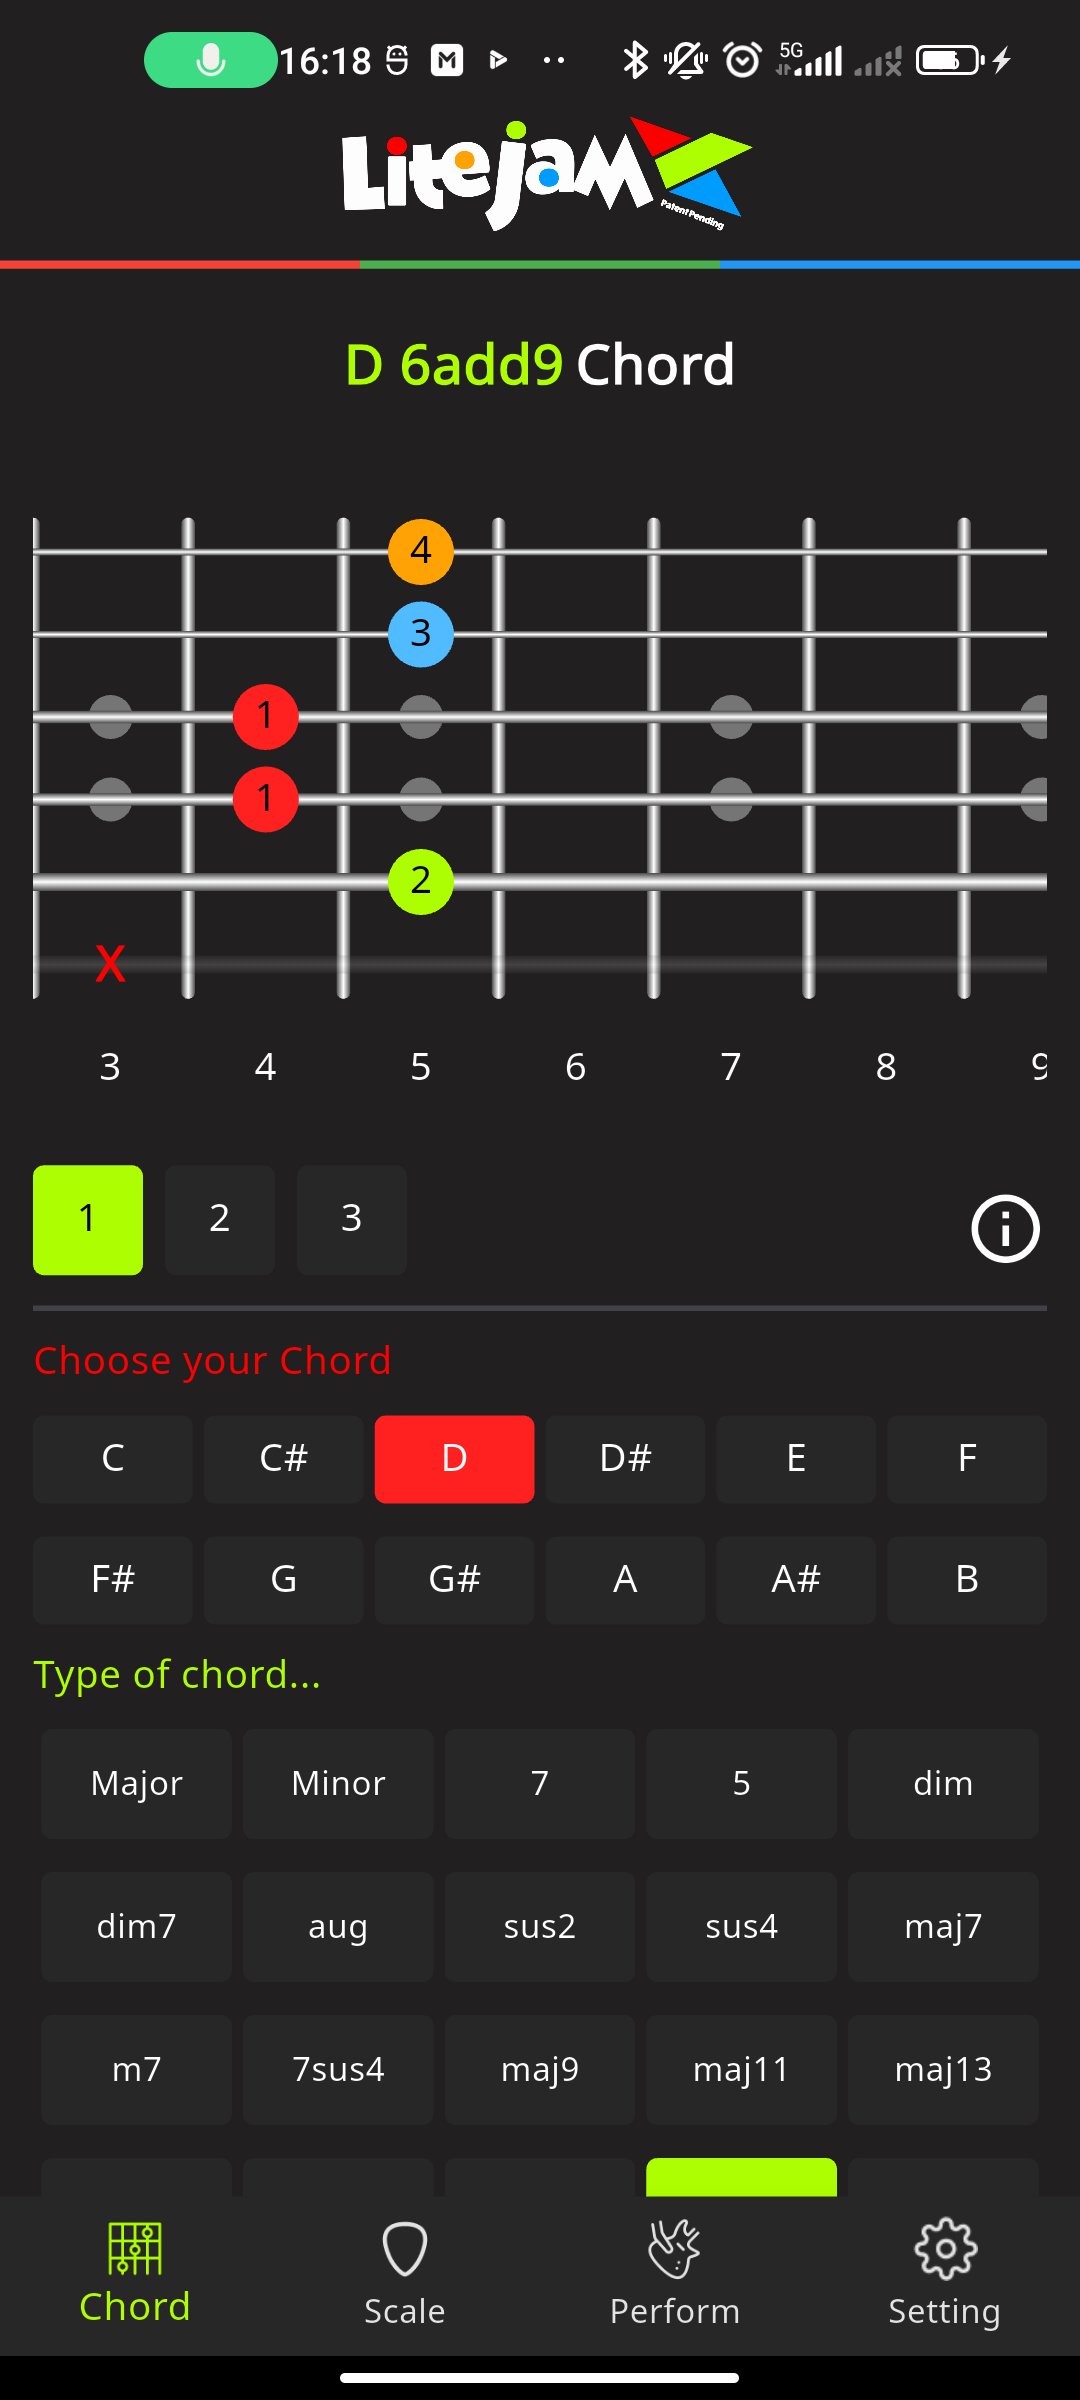 16:18 5G
LiteJam
Patent Pending
D 6add9 Chord
4
3
1
1
2
X
3 4 5 6 7 8 9
1 2 3
Choose your Chord
C C# D D# E F
F# G G# A A# B
Type of chord...
Major Minor 7 5 dim
dim7 aug sus2 sus4 maj7
m7 7sus4 maj9 maj11 maj13
Chord Scale Perform Setting